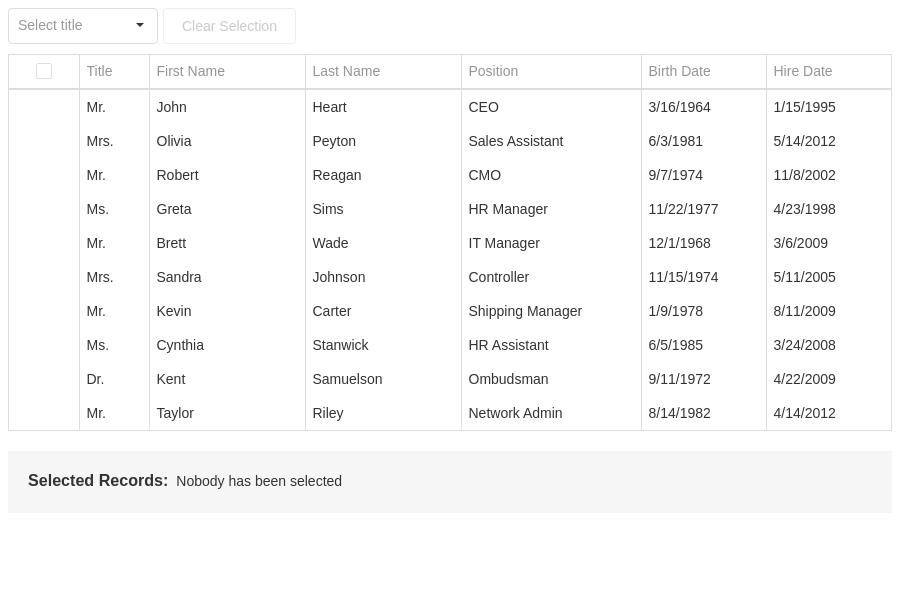 Select title Clear Selection
Title First Name Last Name Position Birth Date Hire Date
Mr. John Heart CEO 3/16/1964 1/15/1995
Mrs. Olivia Peyton Sales Assistant 6/3/1981 5/14/2012
Mr. Robert Reagan CMO 9/7/1974 11/8/2002
Ms. Greta Sims HR Manager 11/22/1977 4/23/1998
Mr. Brett Wade IT Manager 12/1/1968 3/6/2009
Mrs. Sandra Johnson Controller 11/15/1974 5/11/2005
Mr. Kevin Carter Shipping Manager 1/9/1978 8/11/2009
Ms. Cynthia Stanwick HR Assistant 6/5/1985 3/24/2008
Dr. Kent Samuelson Ombudsman 9/11/1972 4/22/2009
Mr. Taylor Riley Network Admin 8/14/1982 4/14/2012
Selected Records: Nobody has been selected